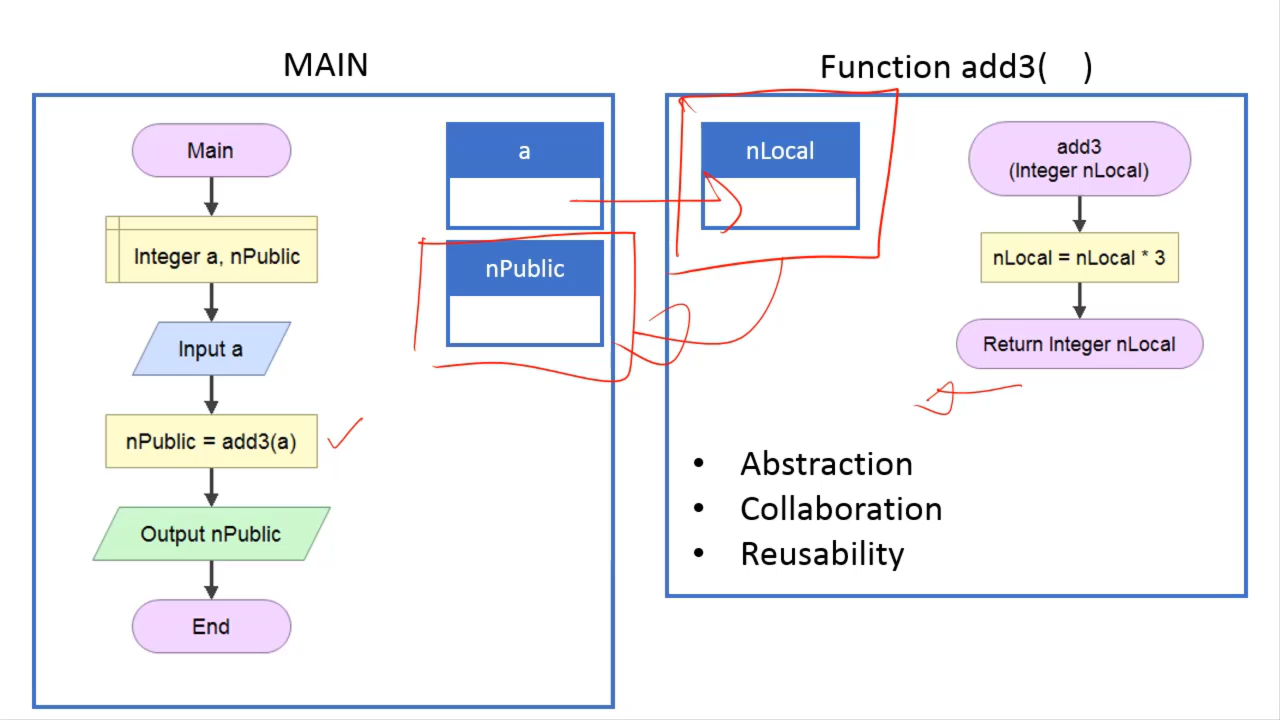 MAIN
Main
Integer a, nPublic
Input a
nPublic = add3(a)
Output nPublic
End
a
nPublic
Function add3(   )
nLocal
add3
(Integer nLocal)
nLocal = nLocal * 3
Return Integer nLocal
• Abstraction
• Collaboration
• Reusability